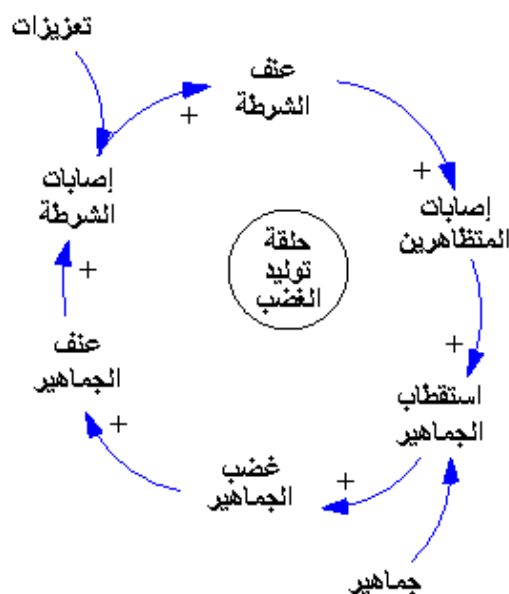 تعزيزات
عنف
الشرطة
+
+
إصابات
الشرطة
إصابات
المتظاهرين
حلقة
توليد
الغضب
+
عنف
الجماهير
+
استقطاب
الجماهير
+
غضب
الجماهير
+
جماهير